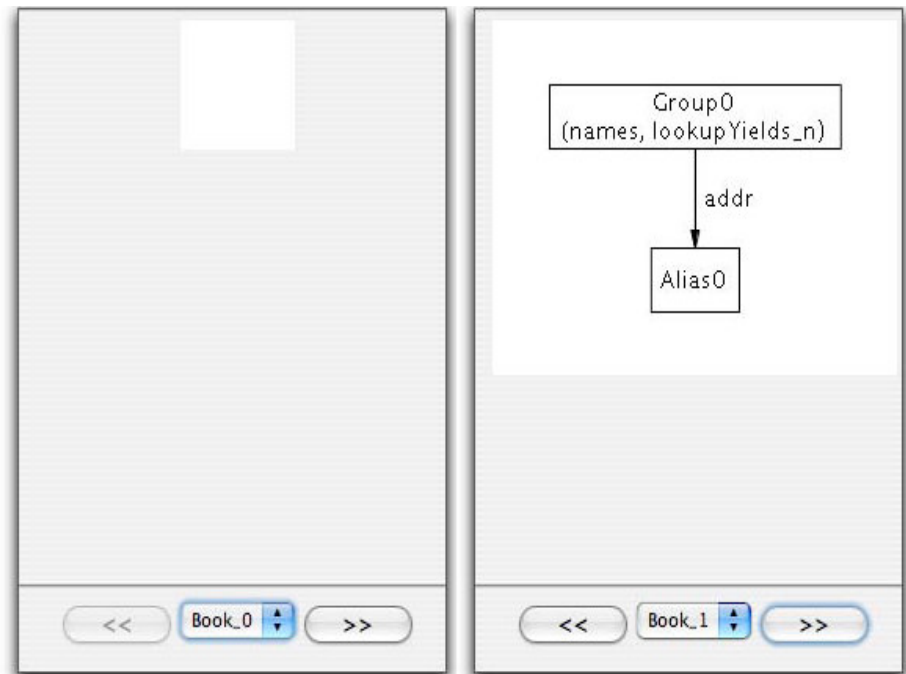 <<
Book_0
>>
Group0
(names, lookupYields_n)
addr
Alias0
<<
Book_1
>>